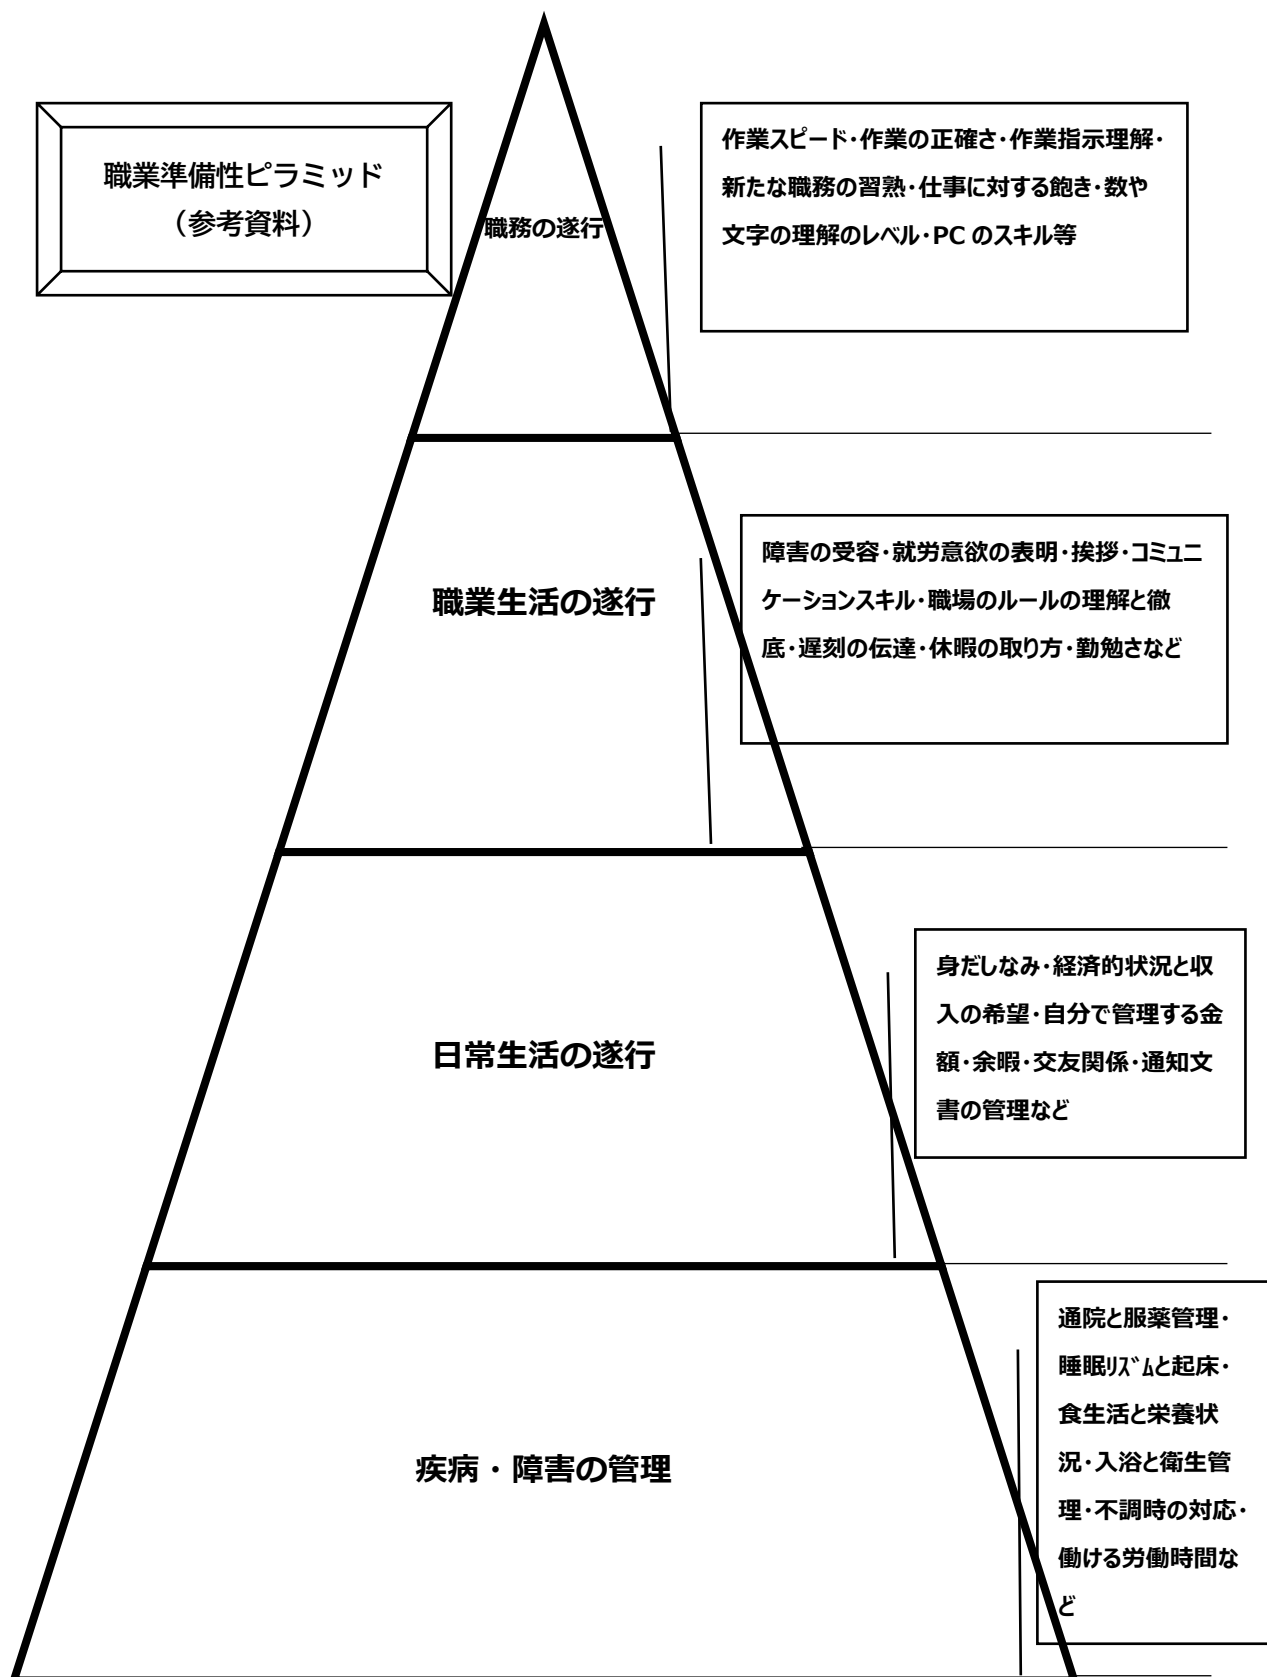 職業準備性ピラミッド
（参考資料）
職務の遂行
作業スピード・作業の正確さ・作業指示理解・
新たな職務の習熟・仕事に対する飽き・数や
文字の理解のレベル・PC のスキル等
職業生活の遂行
障害の受容・就労意欲の表明・挨拶・コミュニ
ケーションスキル・職場のルールの理解と徹
底・遅刻の伝達・休暇の取り方・勤勉さなど
日常生活の遂行
身だしなみ・経済的状況と収
入の希望・自分で管理する金
額・余暇・交友関係・通知文
書の管理など
疾病・障害の管理
通院と服薬管理・
睡眠ﾘｽﾞﾑと起床・
食生活と栄養状
況・入浴と衛生管
理・不調時の対応・
働ける労働時間な
ど